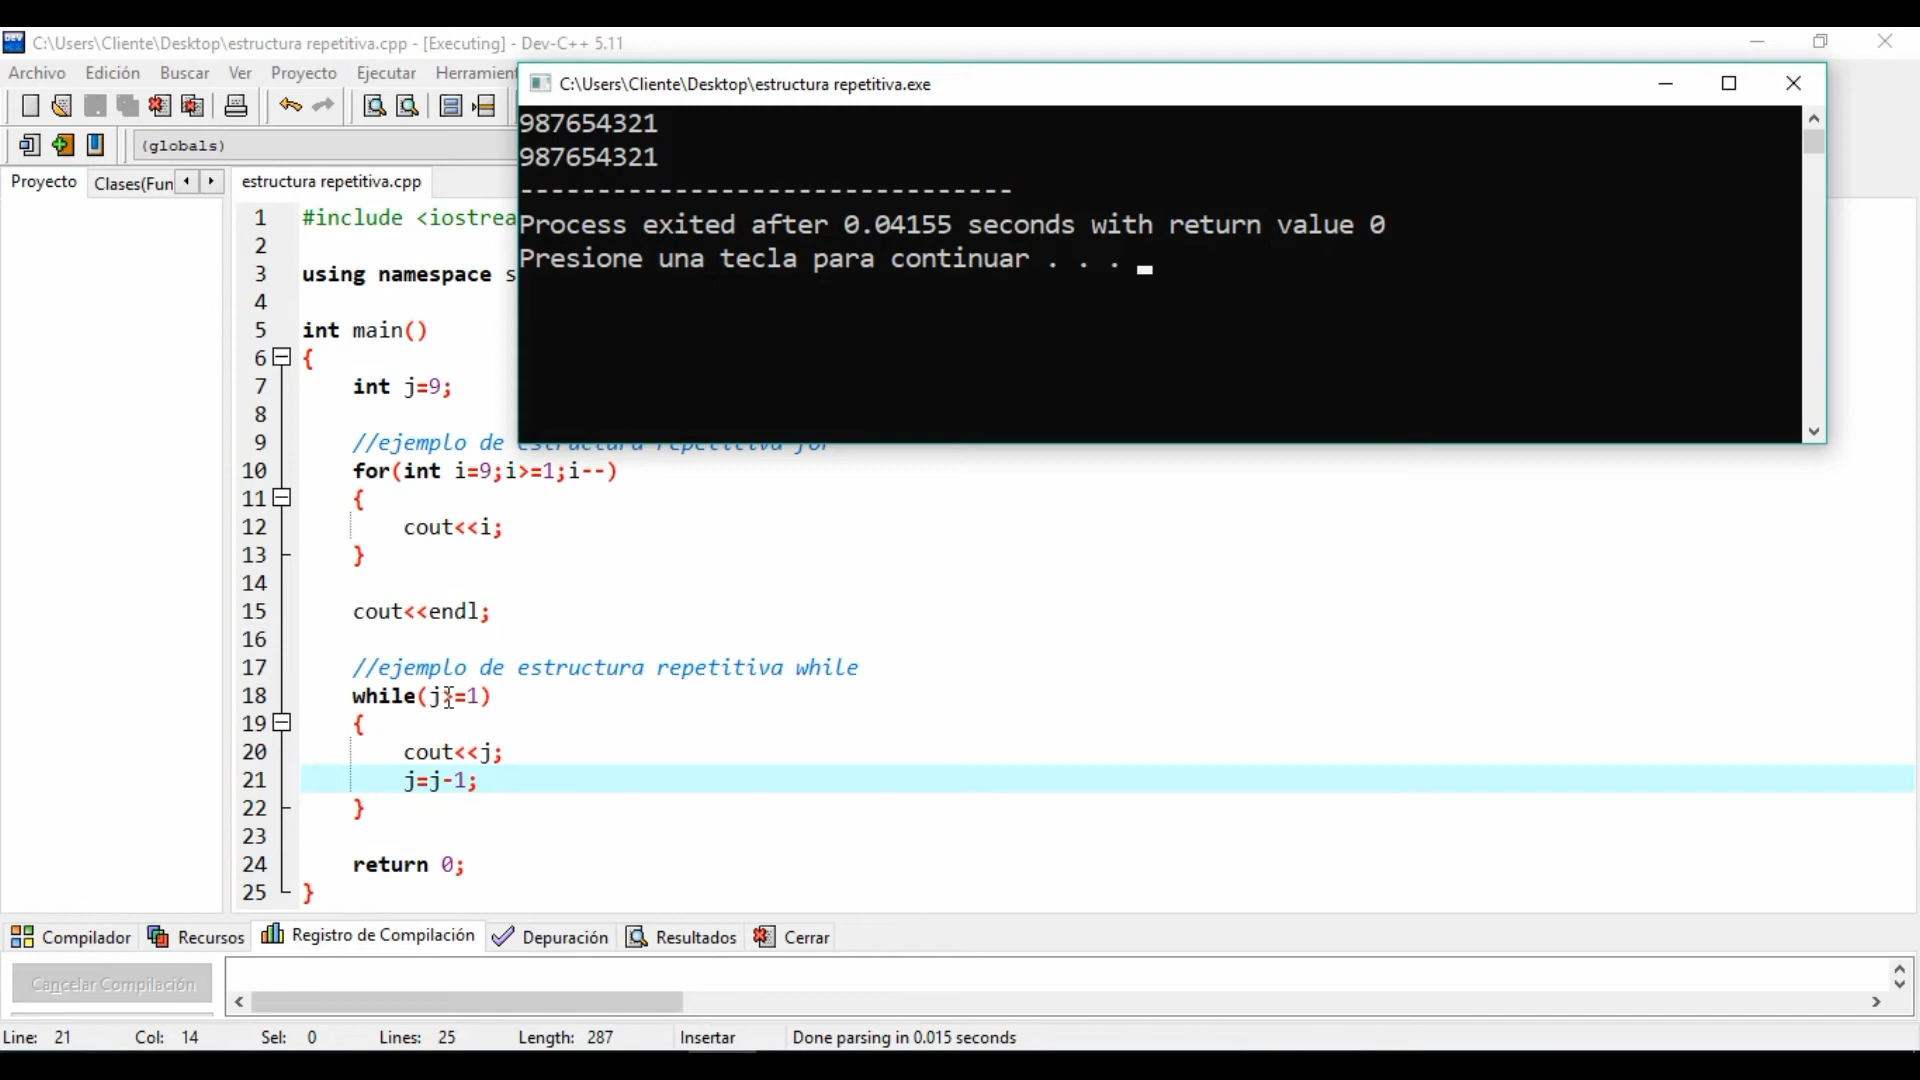 C:\Users\Cliente\Desktop\estructura repetitiva.cpp - [Executing] - Dev-C++ 5.11
Archivo Edición Buscar Ver Proyecto Ejecutar Herramien
C:\Users\Cliente\Desktop\estructura repetitiva.exe
987654321
987654321
--------------------------------
Process exited after 0.04155 seconds with return value 0
Presione una tecla para continuar . . .
(globals)
Proyecto Clases(Fun estructura repetitiva.cpp
1 #include <iostrea
2
3 using namespace s
4
5 int main()
6 {
7 int j=9;
8
9 //ejemplo de estructura repetitiva for
10 for(int i=9;i>=1;i--)
11 {
12 cout<<i;
13 }
14
15 cout<<endl;
16
17 //ejemplo de estructura repetitiva while
18 while(j>=1)
19 {
20 cout<<j;
21 j=j-1;
22 }
23
24 return 0;
25 }
Compilador Recursos Registro de Compilación Depuración Resultados Cerrar
Cancelar Compilación
Line: 21 Col: 14 Sel: 0 Lines: 25 Length: 287 Insertar Done parsing in 0.015 seconds